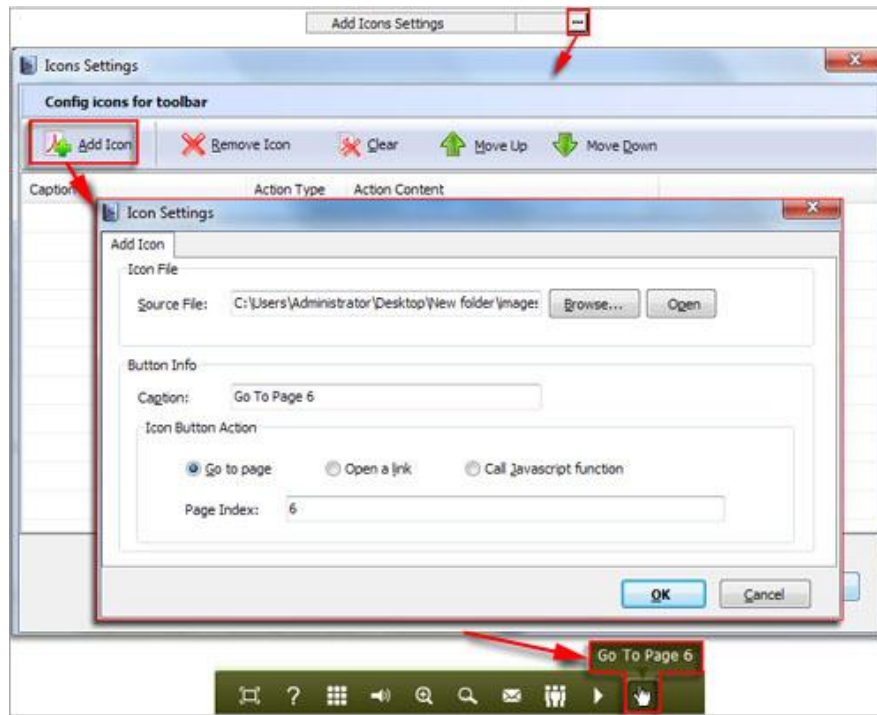 Add Icons Settings
Icons Settings
Config icons for toolbar
Add Icon
Remove Icon
Clear
Move Up
Move Down
Caption
Action Type
Action Content
Icon Settings
Add Icon
Icon File
Source File:
C:\Users\Administrator\Desktop\New folder\images
Browse...
Open
Button Info
Caption:
Go To Page 6
Icon Button Action
Go to page
Open a link
Call Javascript function
Page Index:
6
OK
Cancel
Go To Page 6